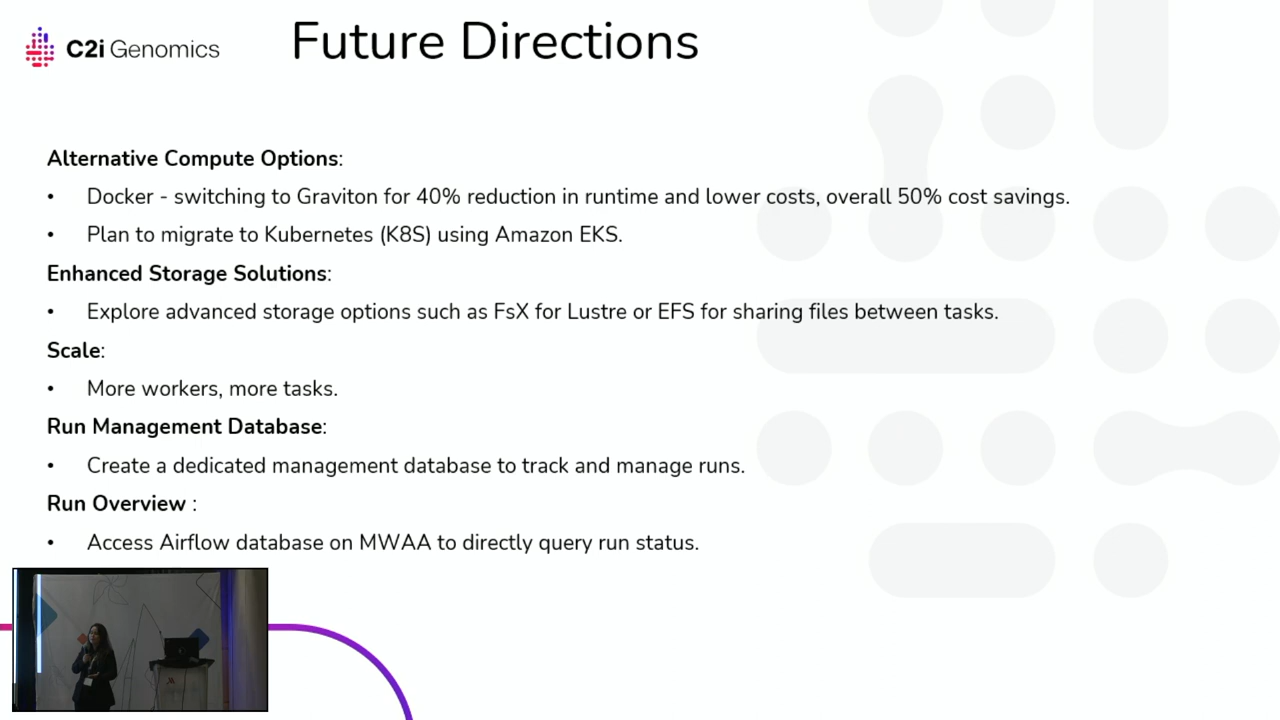 C2i Genomics
Future Directions
Alternative Compute Options:
• Docker - switching to Graviton for 40% reduction in runtime and lower costs, overall 50% cost savings.
• Plan to migrate to Kubernetes (K8S) using Amazon EKS.
Enhanced Storage Solutions:
• Explore advanced storage options such as FsX for Lustre or EFS for sharing files between tasks.
Scale:
• More workers, more tasks.
Run Management Database:
• Create a dedicated management database to track and manage runs.
Run Overview :
• Access Airflow database on MWAA to directly query run status.